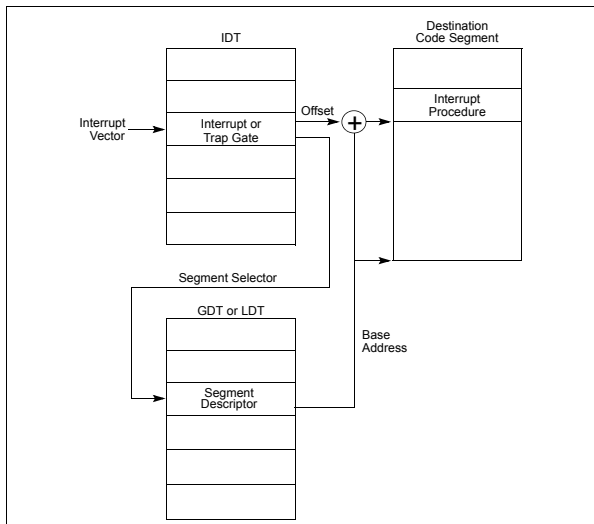 IDT
Destination
Code Segment
Interrupt
Vector
Interrupt or
Trap Gate
Offset
+
Interrupt
Procedure
Segment Selector
GDT or LDT
Base
Address
Segment
Descriptor